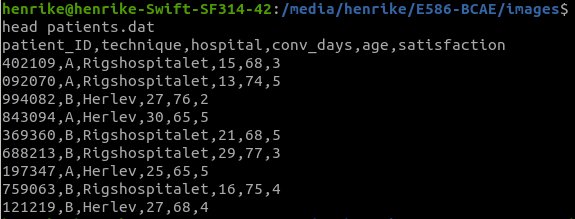 henrike@henrike-Swift-SF314-42:/media/henrike/E586-BCAE/images$
head patients.dat
patient_ID,technique,hospital,conv_days,age,satisfaction
402109,A,Rigshospitalet,15,68,3
092070,A,Rigshospitalet,13,74,5
994082,B,Herlev,27,76,2
843094,A,Herlev,30,65,5
369360,B,Rigshospitalet,21,68,5
688213,B,Rigshospitalet,29,77,3
197347,A,Herlev,25,65,5
759063,B,Rigshospitalet,16,75,4
121219,B,Herlev,27,68,4